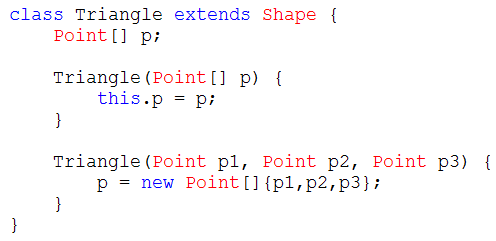 class Triangle extends Shape {
    Point[] p;

    Triangle(Point[] p) {
        this.p = p;
    }

    Triangle(Point p1, Point p2, Point p3) {
        p = new Point[]{p1,p2,p3};
    }
}